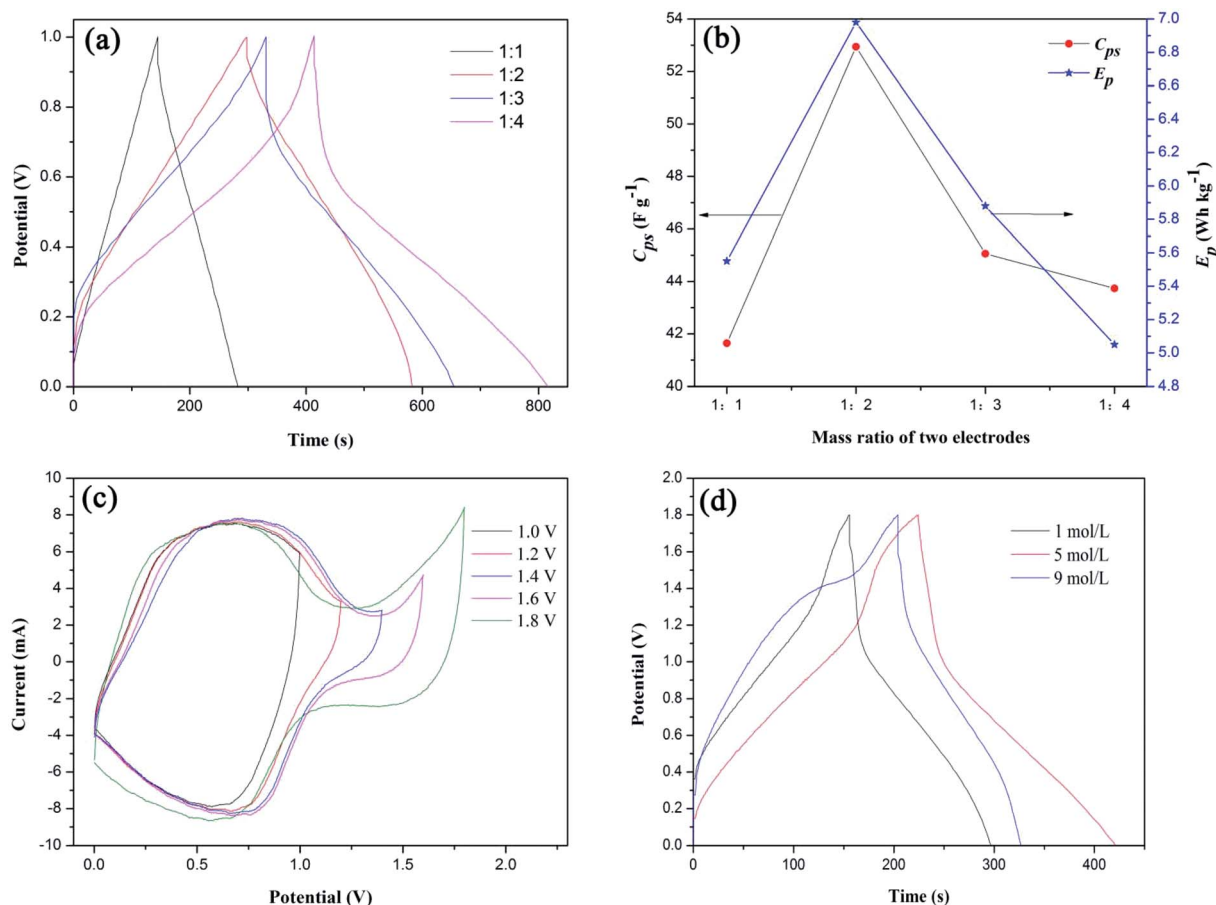 (a)
1:1
1:2
1:3
1:4
1.0
0.8
0.6
0.4
0.2
0.0
Potential (V)
0 200 400 600 800
Time (s)
(b)
C_ps
E_p
54
52
50
48
46
44
42
40
C_ps (F g⁻¹)
7.0
6.8
6.6
6.4
6.2
6.0
5.8
5.6
5.4
5.2
5.0
4.8
E_p (Wh kg⁻¹)
1: 1 1: 2 1: 3 1: 4
Mass ratio of two electrodes
(c)
1.0 V
1.2 V
1.4 V
1.6 V
1.8 V
10
8
6
4
2
0
-2
-4
-6
-8
-10
Current (mA)
0.0 0.5 1.0 1.5 2.0
Potential (V)
(d)
1 mol/L
5 mol/L
9 mol/L
2.0
1.8
1.6
1.4
1.2
1.0
0.8
0.6
0.4
0.2
0.0
Potential (V)
0 100 200 300 400
Time (s)